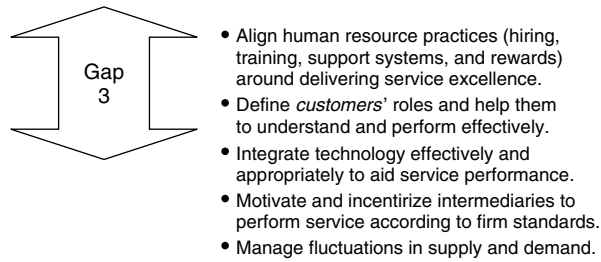 Gap
3
• Align human resource practices (hiring,
training, support systems, and rewards)
around delivering service excellence.
• Define customers' roles and help them
to understand and perform effectively.
• Integrate technology effectively and
appropriately to aid service performance.
• Motivate and incentirize intermediaries to
perform service according to firm standards.
• Manage fluctuations in supply and demand.